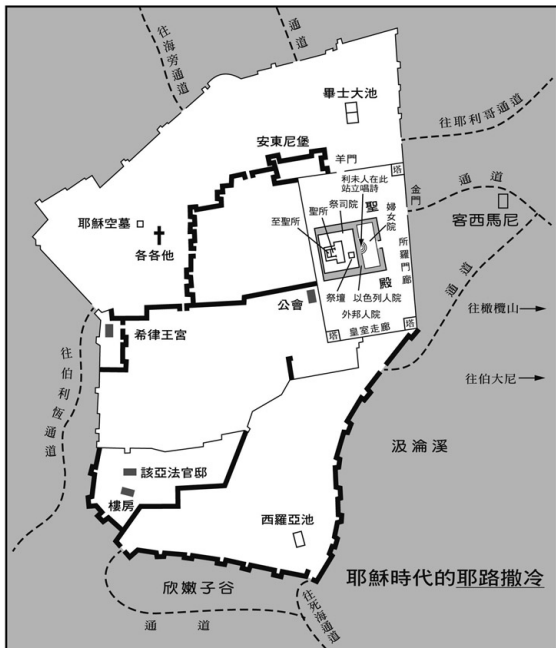 往海旁通道
通道
畢士大池
往耶利哥通道
安東尼堡
羊門
塔
利未人在此
站立唱詩
金門
通道
聖殿
祭司院
婦女院
聖所
至聖所
客西馬尼
耶穌空墓
各各他
所羅門廊
通道
祭壇
以色列人院
外邦人院
公會
往橄欖山
塔
皇室走廊
塔
希律王宮
往伯利恆通道
往伯大尼
汲淪溪
該亞法官邸
樓房
西羅亞池
耶穌時代的耶路撒冷
欣嫩子谷
往死海通道
通道